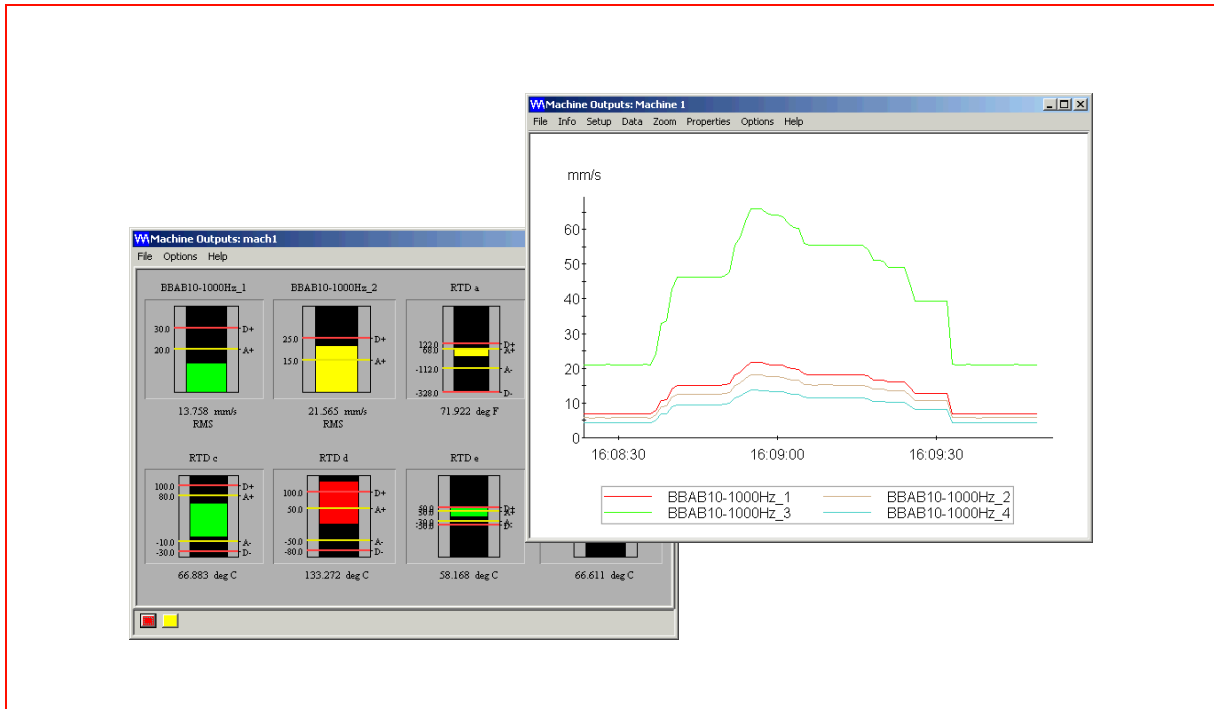 Machine Outputs: Machine 1
File Info Setup Data Zoom Properties Options Help
mm/s
60
50
40
30
20
10
0
16:08:30 16:09:00 16:09:30
BBAB10-1000Hz_1 BBAB10-1000Hz_2
BBAB10-1000Hz_3 BBAB10-1000Hz_4
Machine Outputs: mach1
File Options Help
BBAB10-1000Hz_1 BBAB10-1000Hz_2 RTD a
30.0 D+
20.0 A+
25.0 D+
15.0 A+
122.0 D+
68.0 A+
-112.0 A-
-328.0 D-
13.758 mm/s 21.565 mm/s 71.922 deg F
RMS RMS
RTD c RTD d RTD e
100.0 D+
80.0 A+
-10.0 A-
-30.0 D-
100.0 D+
50.0 A+
-50.0 A-
-80.0 D-
D+
A-
D-
66.883 deg C 133.272 deg C 58.168 deg C 66.611 deg C